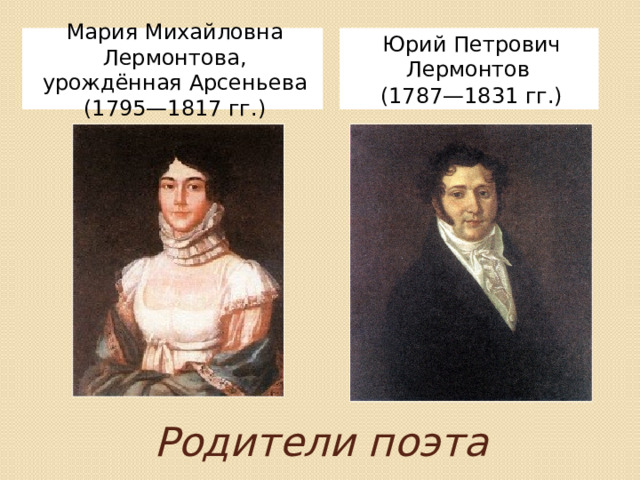 Мария Михайловна
Лермонтова,
урождённая Арсеньева
(1795—1817 гг.)
Юрий Петрович
Лермонтов
(1787—1831 гг.)
Родители поэта